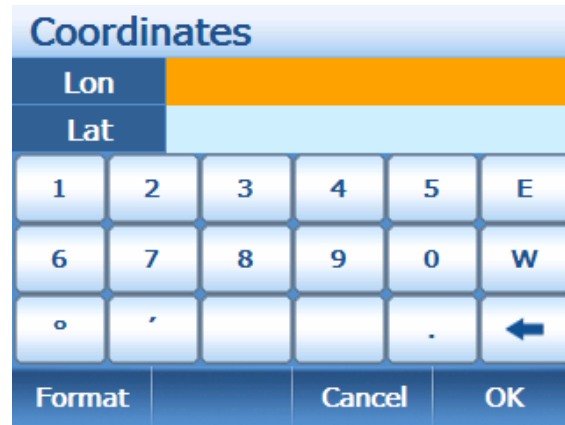 Coordinates
Lon
Lat
1 2 3 4 5 E
6 7 8 9 0 W
° ′ . ←
Format Cancel OK